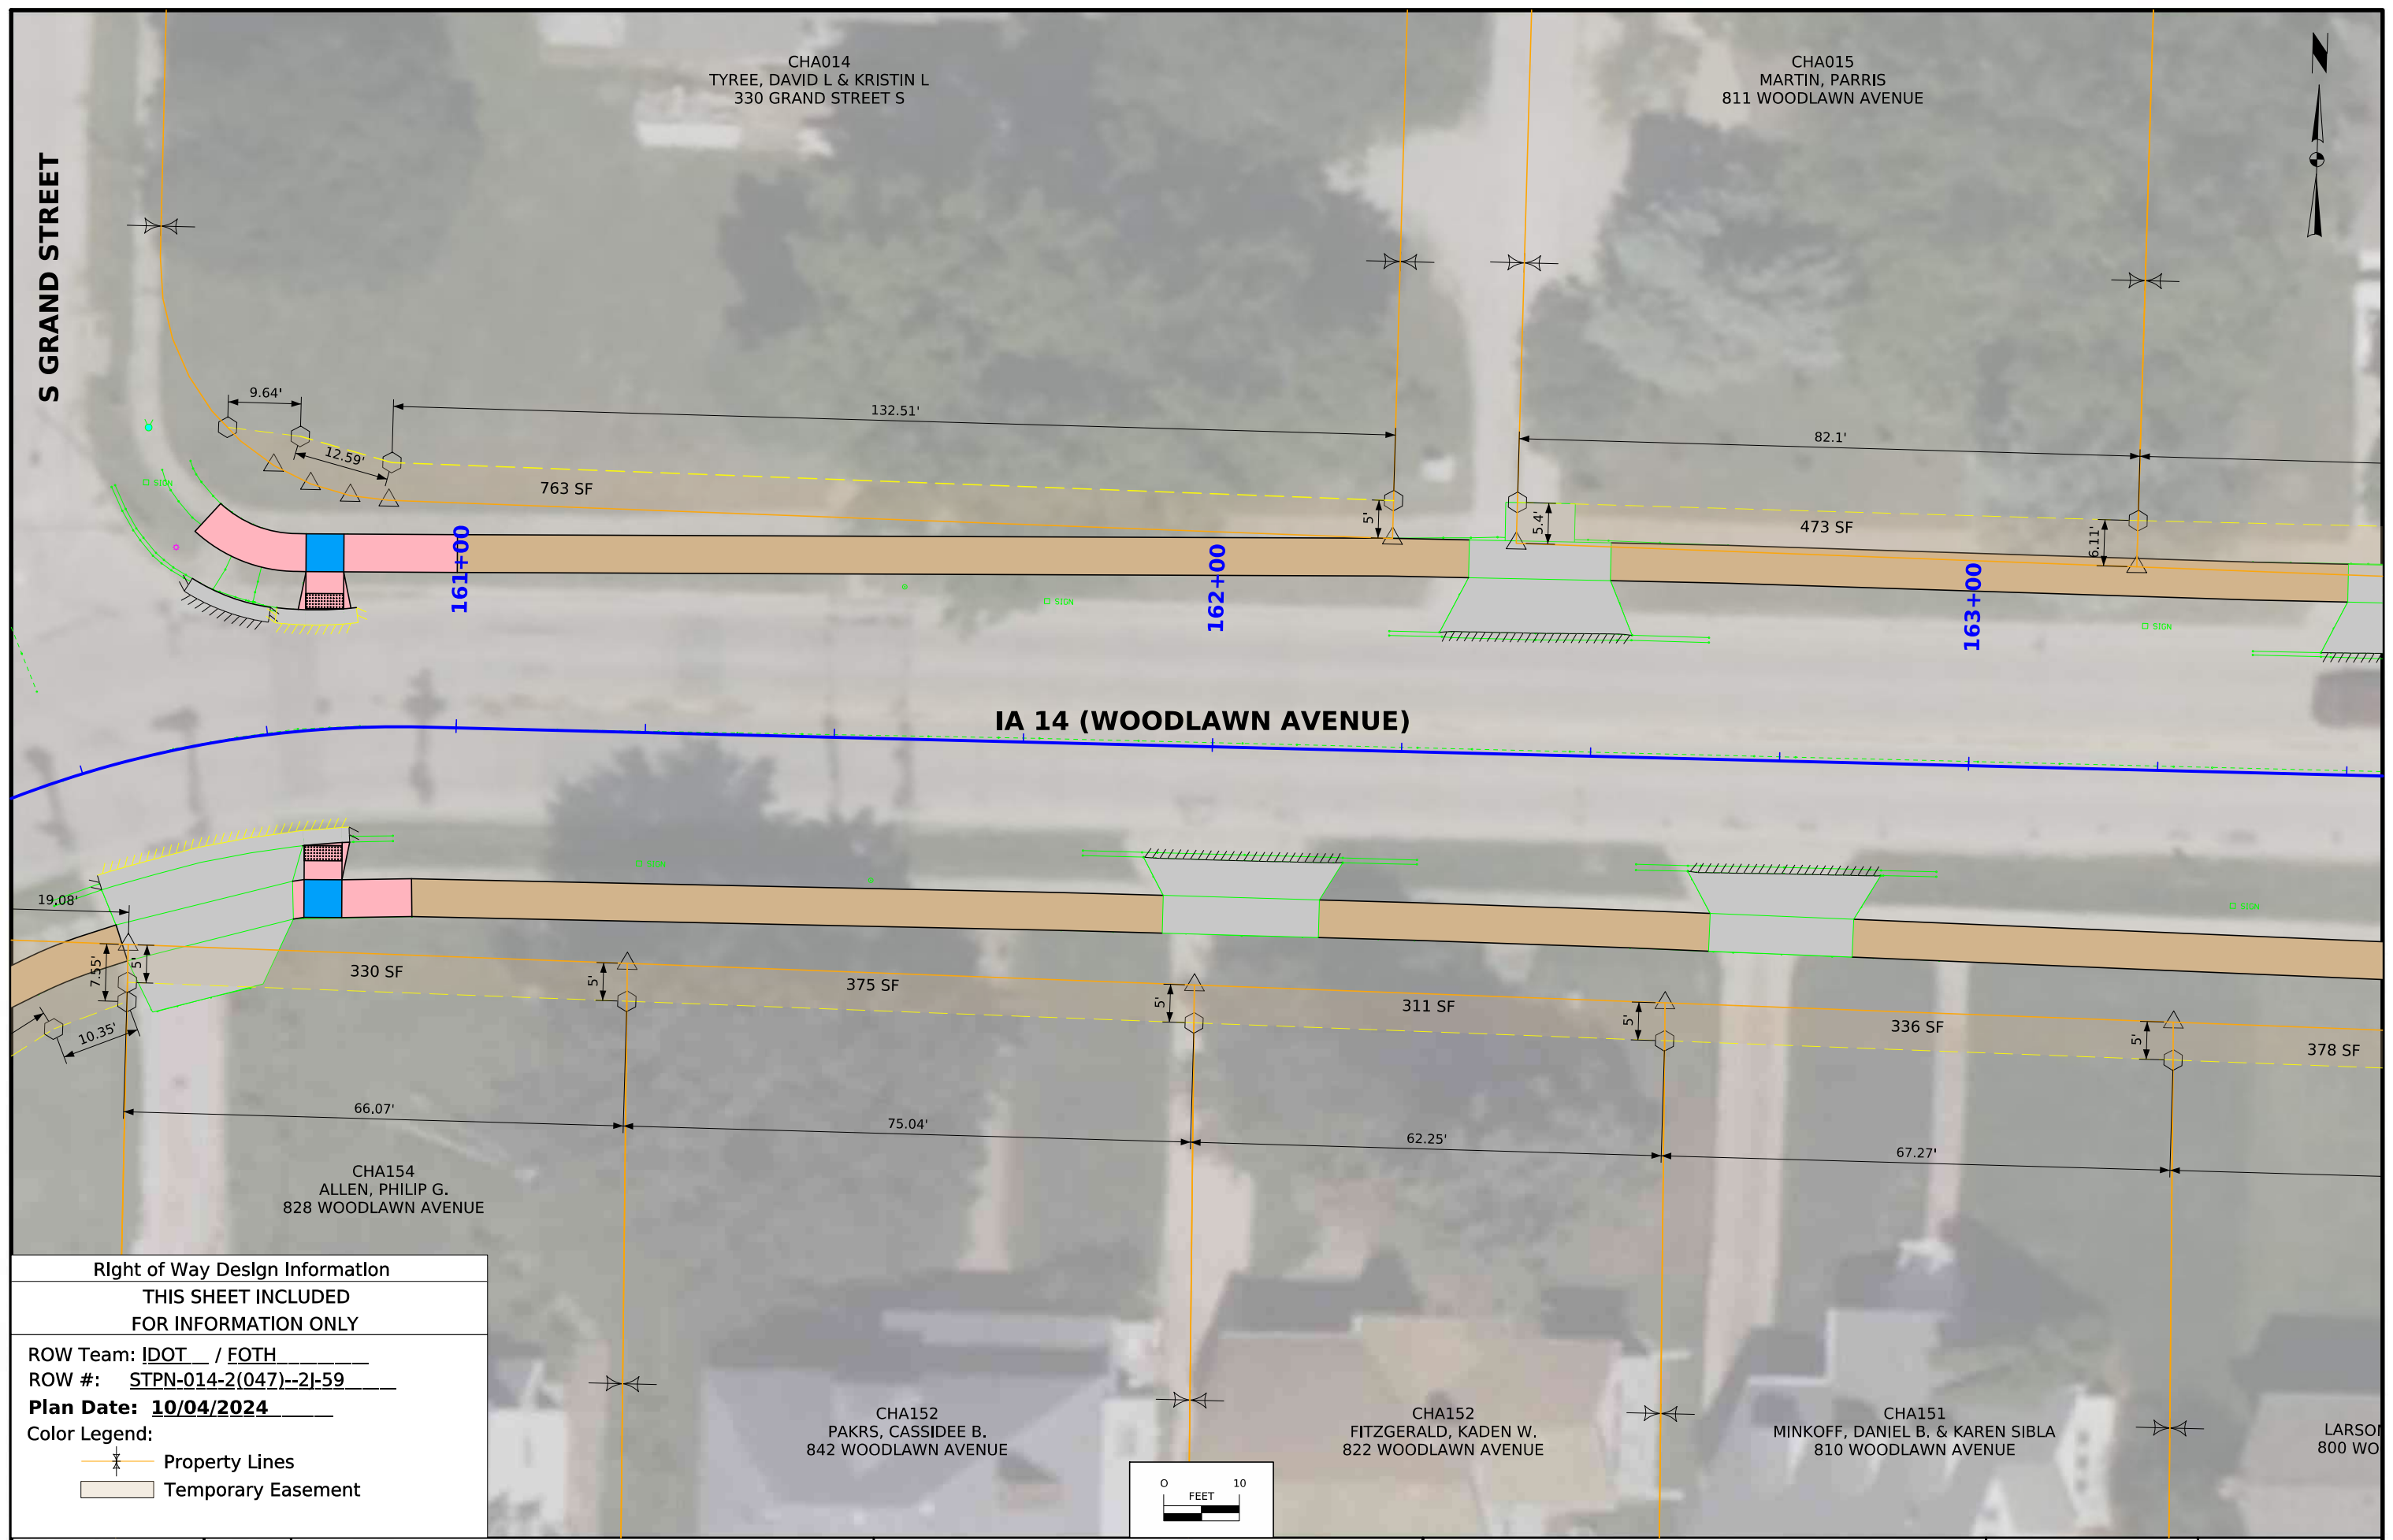 CHA014
TYREE, DAVID L & KRISTIN L
330 GRAND STREET S
CHA015
MARTIN, PARRIS
811 WOODLAWN AVENUE
N
S GRAND STREET
9.64'
132.51'
12.59'
82.1'
763 SF
473 SF
SIGN
5'
5.4'
6.11'
161+00
162+00
163+00
SIGN
SIGN
IA 14 (WOODLAWN AVENUE)
19.08'
SIGN
7.55'
5'
330 SF
5'
375 SF
5'
311 SF
5'
336 SF
5'
378 SF
10.35'
66.07'
75.04'
62.25'
67.27'
CHA154
ALLEN, PHILIP G.
828 WOODLAWN AVENUE
Right of Way Design Information
THIS SHEET INCLUDED
FOR INFORMATION ONLY
ROW Team: IDOT / FOTH
ROW #: STPN-014-2(047)--2J-59
Plan Date: 10/04/2024
Color Legend:
Property Lines
Temporary Easement
CHA152
PAKRS, CASSIDEE B.
842 WOODLAWN AVENUE
CHA152
FITZGERALD, KADEN W.
822 WOODLAWN AVENUE
CHA151
MINKOFF, DANIEL B. & KAREN SIBLA
810 WOODLAWN AVENUE
LARSO
800 WO
0 10
FEET